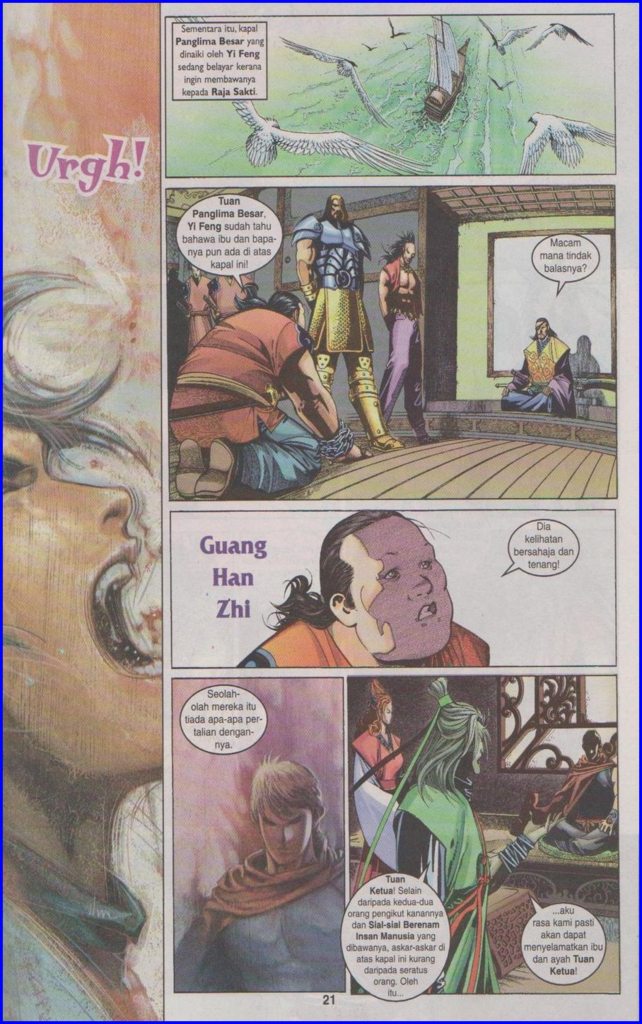 Urgh!
Sementara itu, kapal
Panglima Besar yang
dinaiki oleh Yi Feng
sedang belayar kerana
ingin membawanya
kepada Raja Sakti.
Tuan
Panglima Besar,
Yi Feng sudah tahu
bahawa ibu dan bapa-
nya pun ada di atas
kapal ini!
Macam
mana tindak
balasnya?
Guang
Han
Zhi
Dia
kelihatan
bersahaja dan
tenang!
Seolah-
olah mereka itu
tiada apa-apa per-
talian dengan-
nya.
Tuan
Ketua! Selain
daripada kedua-dua
orang pengikut kanannya
dan Sial-sial Berenam
Insan Manusia yang
dibawanya, askar-askar di
atas kapal ini kurang
daripada seratus
orang. Oleh
itu...
...aku
rasa kami pasti
akan dapat
menyelamatkan ibu
dan ayah Tuan
Ketua!
21